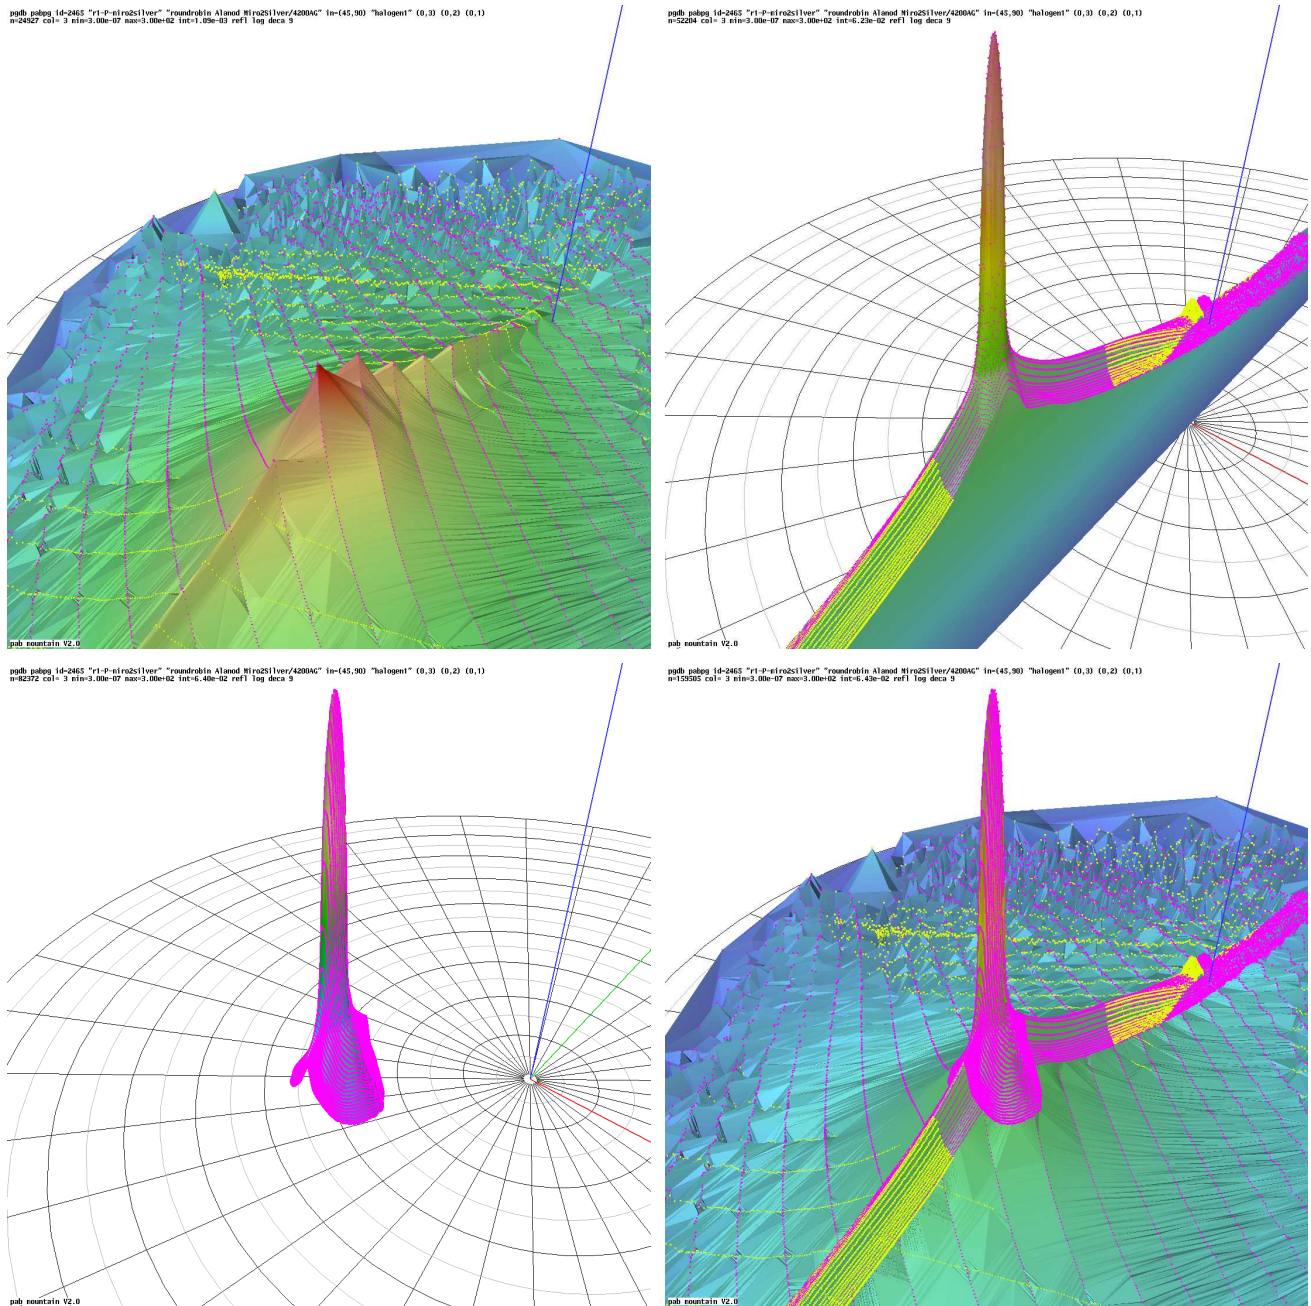 pgdb pabpg id=2465 "r1-P-miro2silver" "roundrobin Alanod Miro2Silver/4200AG" in=(45,90) "halogen1" (0,3) (0,2) (0,1)
n=24927 col= 3 min=3.00e-07 max=3.00e+02 int=1.09e-03 refl log deca 9
pab mountain V2.0
pgdb pabpg id=2465 "r1-P-miro2silver" "roundrobin Alanod Miro2Silver/4200AG" in=(45,90) "halogen1" (0,3) (0,2) (0,1)
n=52204 col= 3 min=3.00e-07 max=3.00e+02 int=6.23e-02 refl log deca 9
pab mountain V2.0
pgdb pabpg id=2465 "r1-P-miro2silver" "roundrobin Alanod Miro2Silver/4200AG" in=(45,90) "halogen1" (0,3) (0,2) (0,1)
n=82372 col= 3 min=3.00e-07 max=3.00e+02 int=6.40e-02 refl log deca 9
pab mountain V2.0
pgdb pabpg id=2465 "r1-P-miro2silver" "roundrobin Alanod Miro2Silver/4200AG" in=(45,90) "halogen1" (0,3) (0,2) (0,1)
n=159505 col= 3 min=3.00e-07 max=3.00e+02 int=6.43e-02 refl log deca 9
pab mountain V2.0